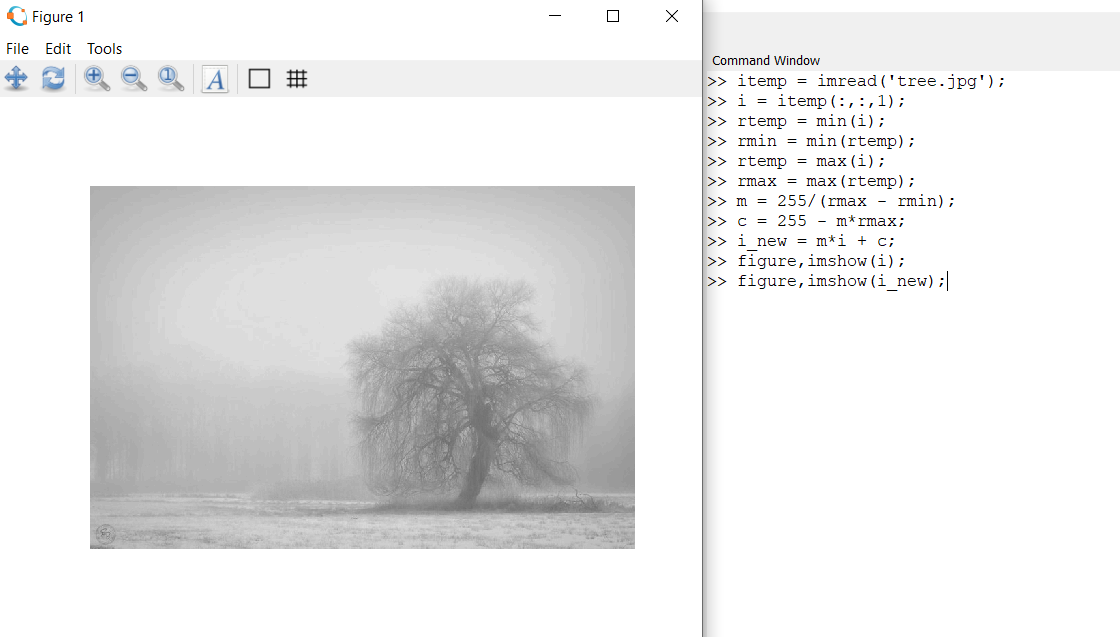 Figure 1
File Edit Tools
A
Command Window
>> itemp = imread('tree.jpg');
>> i = itemp(:,:,1);
>> rtemp = min(i);
>> rmin = min(rtemp);
>> rtemp = max(i);
>> rmax = max(rtemp);
>> m = 255/(rmax - rmin);
>> c = 255 - m*rmax;
>> i_new = m*i + c;
>> figure,imshow(i);
>> figure,imshow(i_new);